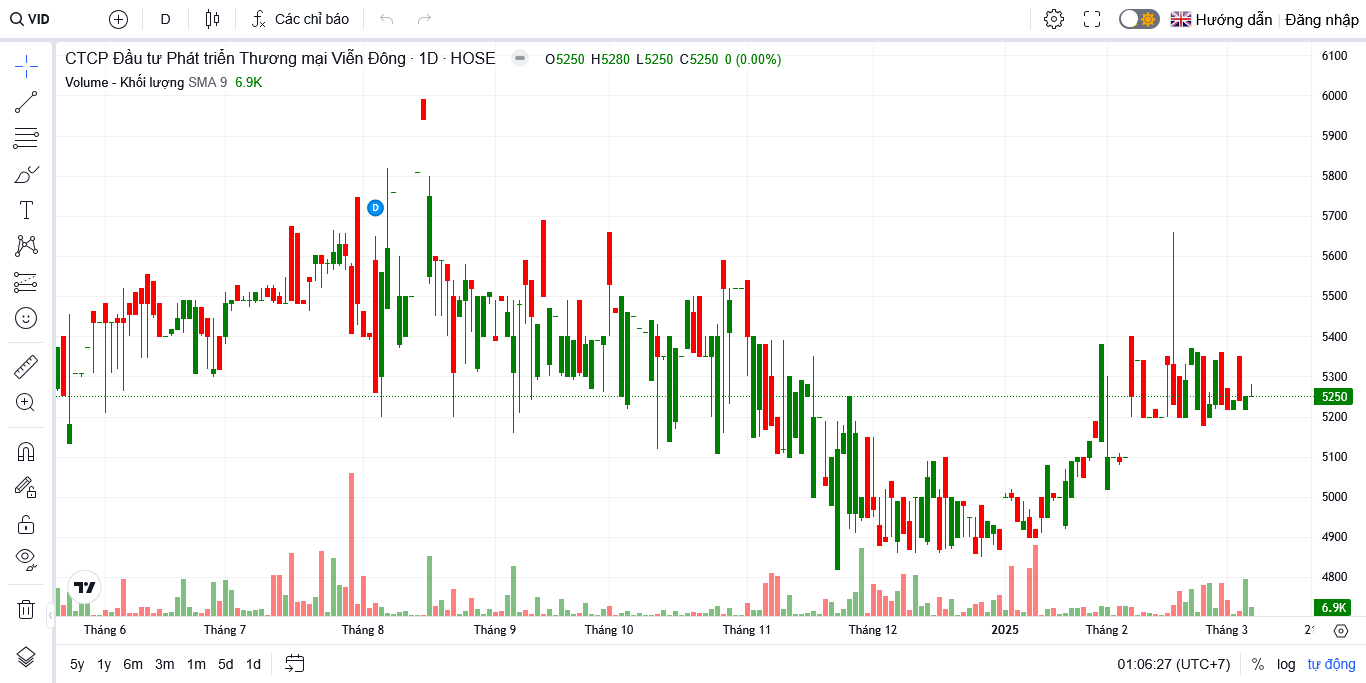 VID D Các chỉ báo Hướng dẫn Đăng nhập
CTCP Đầu tư Phát triển Thương mại Viễn Đông · 1D · HOSE O5250 H5280 L5250 C5250 0 (0.00%)
Volume - Khối lượng SMA 9 6.9K
6100
6000
5900
5800
5700
5600
5500
5400
5300
5250
5200
5100
5000
4900
4800
6.9K
D
Tháng 6 Tháng 7 Tháng 8 Tháng 9 Tháng 10 Tháng 11 Tháng 12 2025 Tháng 2 Tháng 3 21
5y 1y 6m 3m 1m 5d 1d 01:06:27 (UTC+7) % log tự động